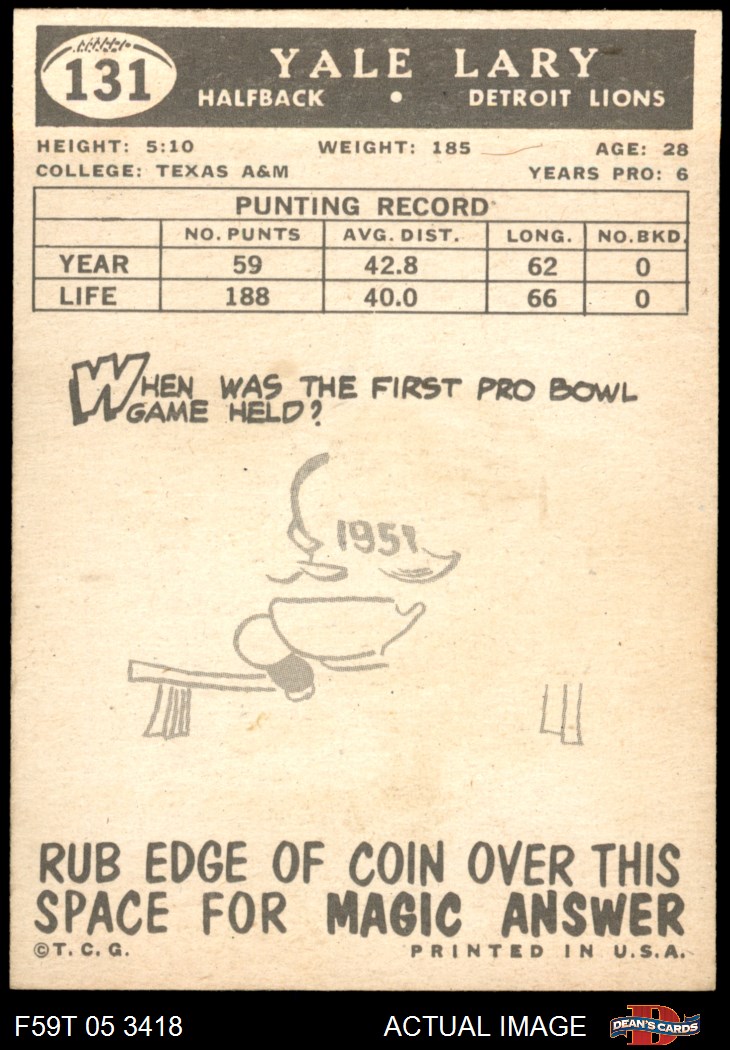 131
YALE LARY
HALFBACK • DETROIT LIONS
HEIGHT: 5:10 WEIGHT: 185 AGE: 28
COLLEGE: TEXAS A&M YEARS PRO: 6
PUNTING RECORD
NO. PUNTS AVG. DIST. LONG. NO. BKD.
YEAR 59 42.8 62 0
LIFE 188 40.0 66 0
WHEN WAS THE FIRST PRO BOWL
GAME HELD?
1951
RUB EDGE OF COIN OVER THIS
SPACE FOR MAGIC ANSWER
© T. C. G. PRINTED IN U.S.A.
F59T 05 3418 ACTUAL IMAGE DEAN'S CARDS